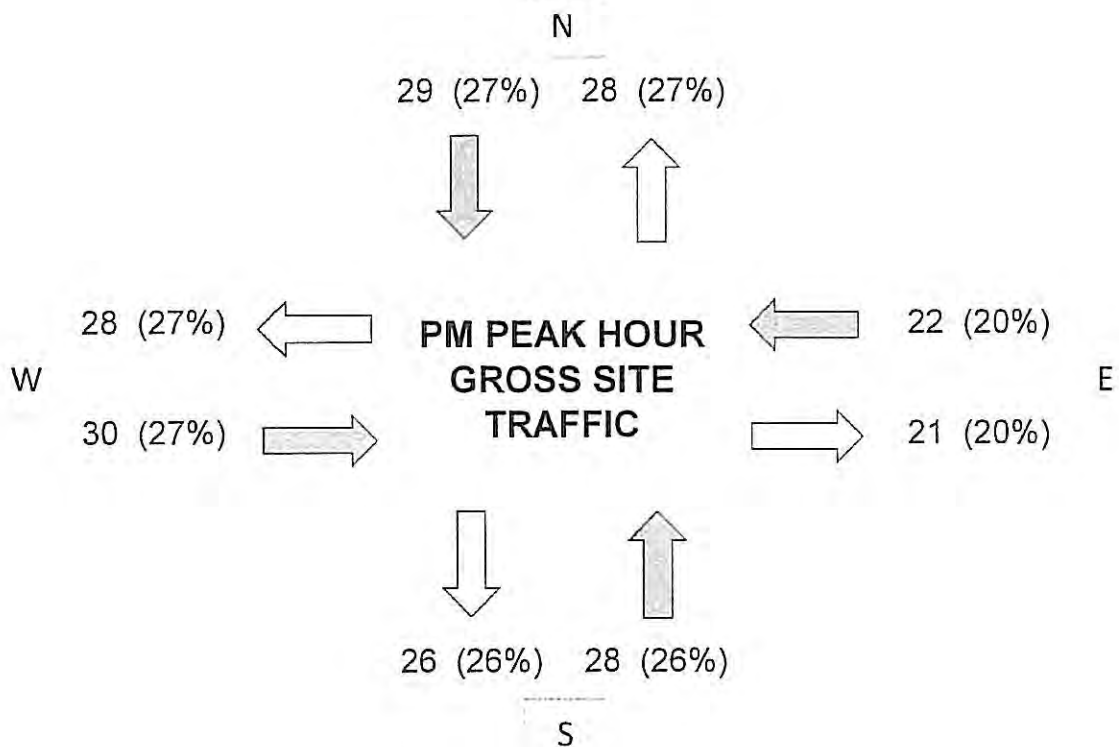 N
29 (27%) 28 (27%)
28 (27%)
PM PEAK HOUR
GROSS SITE
TRAFFIC
22 (20%)
W
E
30 (27%)
21 (20%)
26 (26%) 28 (26%)
S